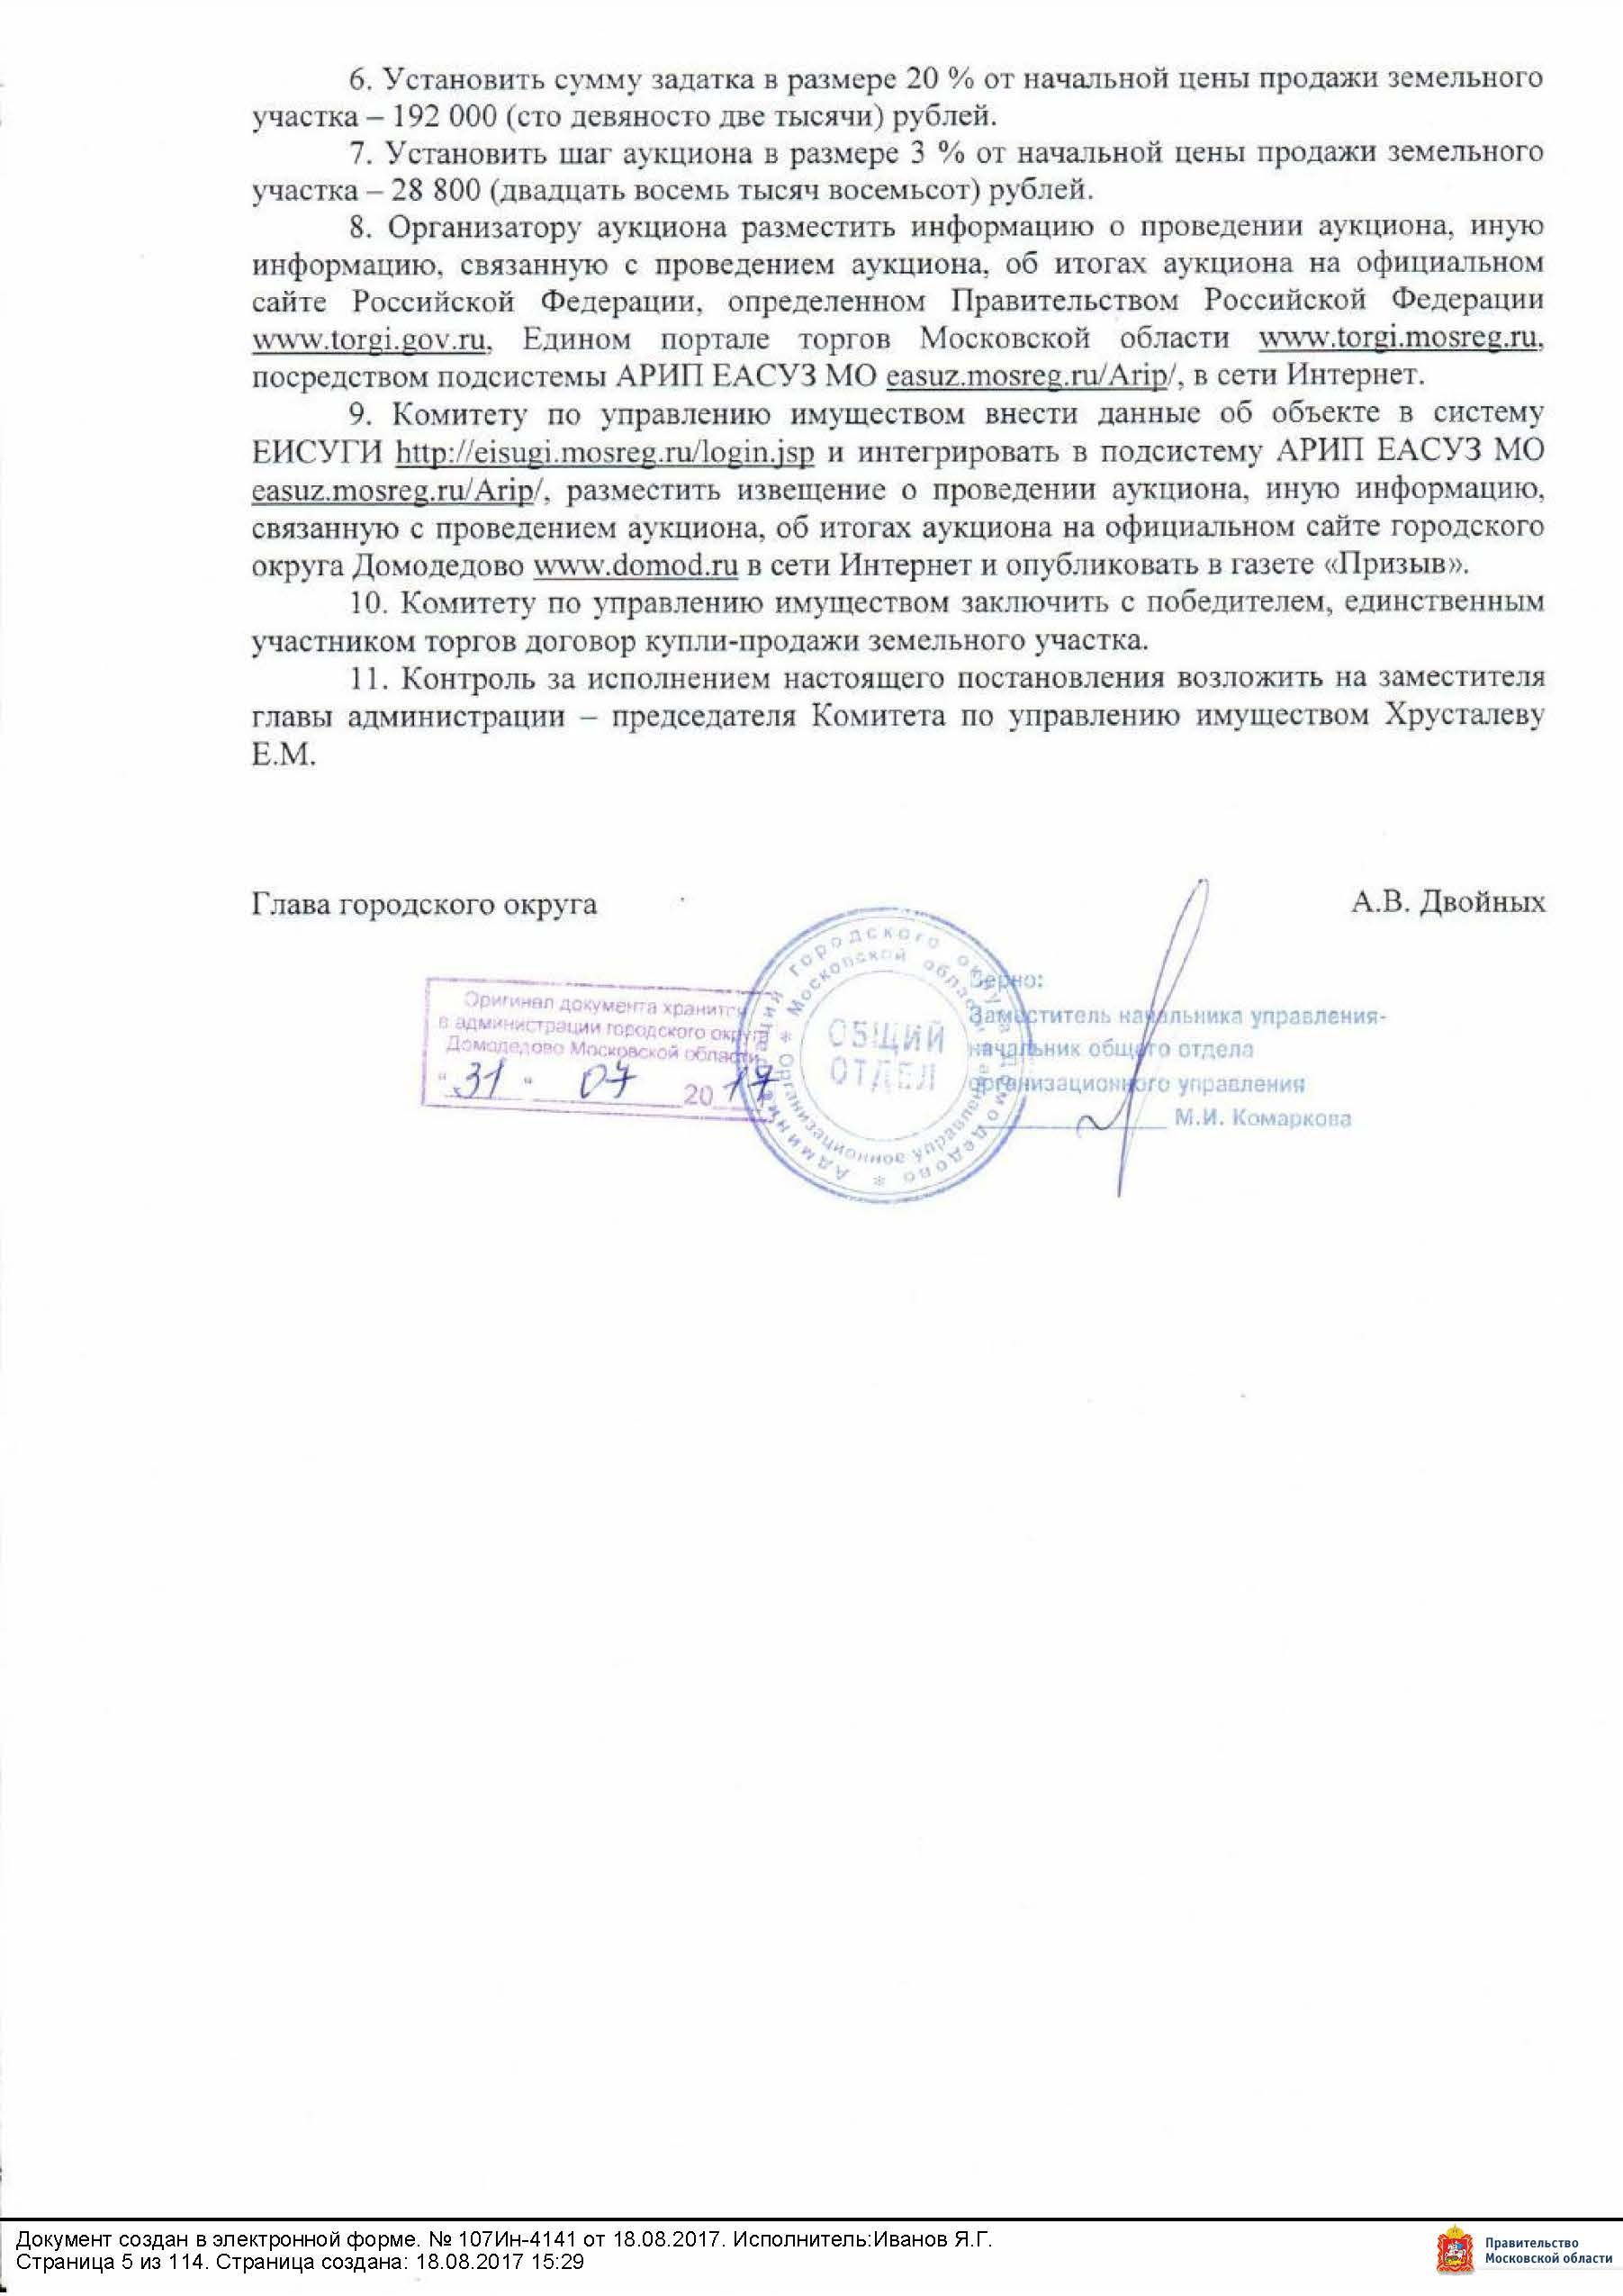 6. Установить сумму задатка в размере 20 % от начальной цены продажи земельного
участка – 192 000 (сто девяносто две тысячи) рублей.
7. Установить шаг аукциона в размере 3 % от начальной цены продажи земельного
участка – 28 800 (двадцать восемь тысяч восемьсот) рублей.
8. Организатору аукциона разместить информацию о проведении аукциона, иную
информацию, связанную с проведением аукциона, об итогах аукциона на официальном
сайте Российской Федерации, определенном Правительством Российской Федерации
www.torgi.gov.ru, Едином портале торгов Московской области www.torgi.mosreg.ru,
посредством подсистемы АРИП ЕАСУЗ МО easuz.mosreg.ru/Arip/, в сети Интернет.
9. Комитету по управлению имуществом внести данные об объекте в систему
ЕИСУГИ http://eisugi.mosreg.ru/login.jsp и интегрировать в подсистему АРИП ЕАСУЗ МО
easuz.mosreg.ru/Arip/, разместить извещение о проведении аукциона, иную информацию,
связанную с проведением аукциона, об итогах аукциона на официальном сайте городского
округа Домодедово www.domod.ru в сети Интернет и опубликовать в газете «Призыв».
10. Комитету по управлению имуществом заключить с победителем, единственным
участником торгов договор купли-продажи земельного участка.
11. Контроль за исполнением настоящего постановления возложить на заместителя
главы администрации – председателя Комитета по управлению имуществом Хрусталеву
Е.М.
Глава городского округа А.В. Двойных
Оригинал документа хранится
в администрации городского округа
Домодедово Московской области
"31" 07 2017
Администрация городского округа Домодедово *
* Московской области * Организационное управление
ОБЩИЙ
ОТДЕЛ
Верно:
Заместитель начальника управления-
начальник общего отдела
организационного управления
М.И. Комаркова
Документ создан в электронной форме. № 107Ин-4141 от 18.08.2017. Исполнитель:Иванов Я.Г.
Страница 5 из 114. Страница создана: 18.08.2017 15:29
Правительство
Московской области